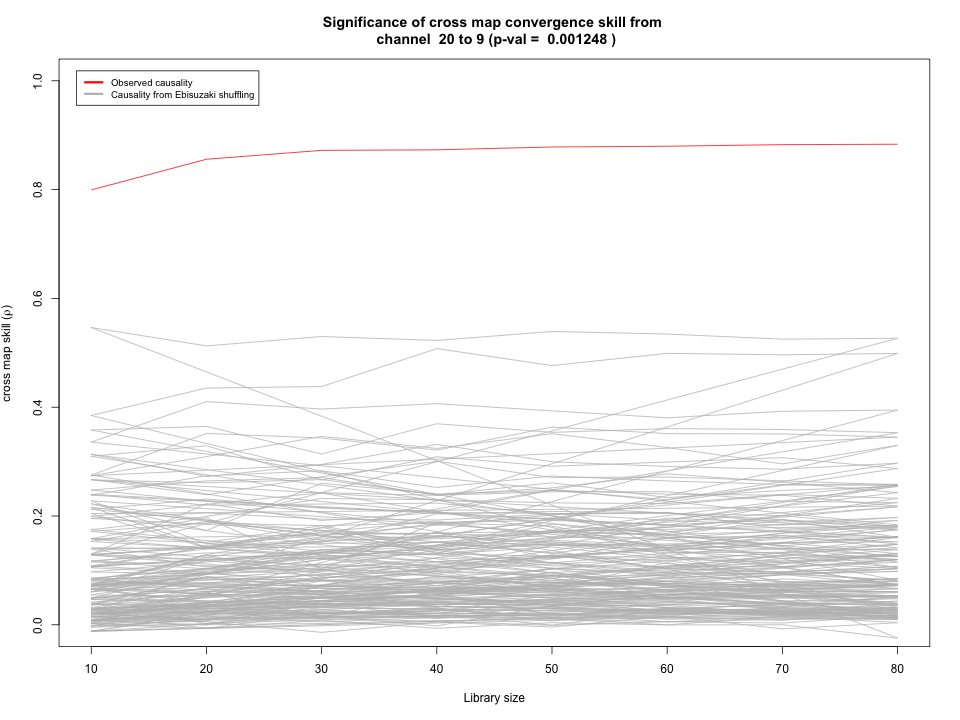 Significance of cross map convergence skill from
channel  20 to 9 (p-val =  0.001248 )
Observed causality
Causality from Ebisuzaki shuffling
cross map skill (ρ)
1.0
0.8
0.6
0.4
0.2
0.0
10 20 30 40 50 60 70 80
Library size